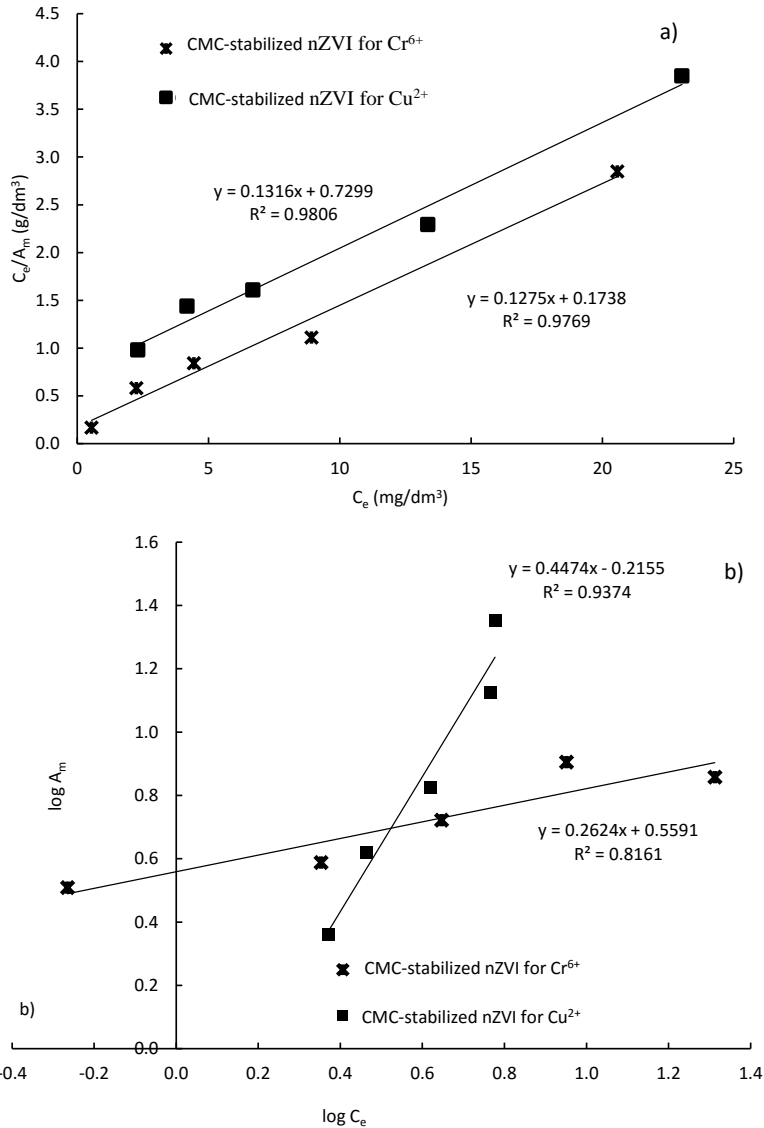 4.5
CMC-stabilized nZVI for Cr⁶⁺
a)
4.0
CMC-stabilized nZVI for Cu²⁺
3.5
3.0
y = 0.1316x + 0.7299
R² = 0.9806
2.5
Cₑ/Aₘ (g/dm³)
2.0
1.5
y = 0.1275x + 0.1738
R² = 0.9769
1.0
0.5
0.0
0 5 10 15 20 25
Cₑ (mg/dm³)
1.6
y = 0.4474x - 0.2155
R² = 0.9374
b)
1.4
1.2
1.0
log Aₘ
0.8
0.6
y = 0.2624x + 0.5591
R² = 0.8161
0.4
CMC-stabilized nZVI for Cr⁶⁺
0.2
b)
CMC-stabilized nZVI for Cu²⁺
0.0
-0.4 -0.2 0.0 0.2 0.4 0.6 0.8 1.0 1.2 1.4
log Cₑ